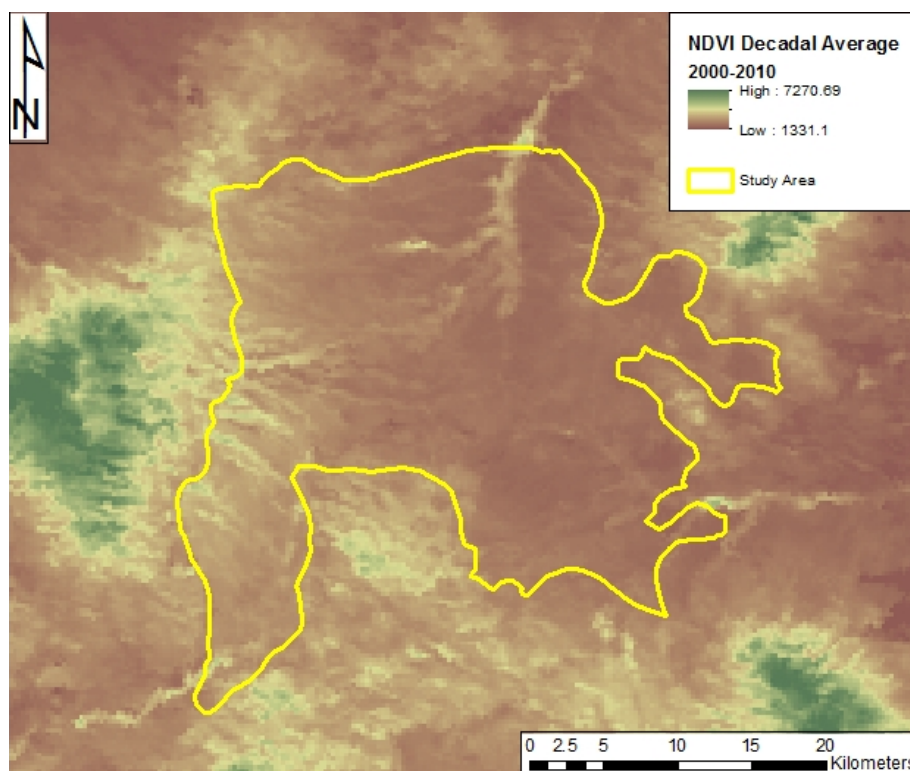 N
NDVI Decadal Average
2000-2010
High : 7270.69
Low : 1331.1
Study Area
0 2.5 5 10 15 20
Kilometers